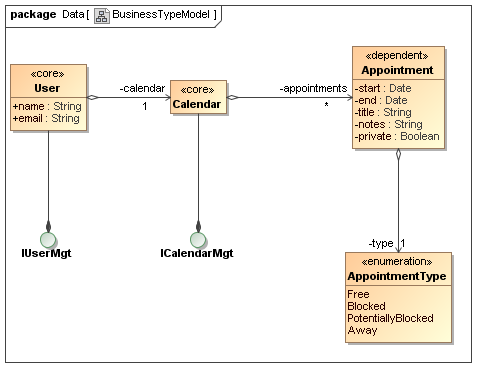 package Data [ BusinessTypeModel ]
«core»
User
+name : String
+email : String
-calendar
1
«core»
Calendar
-appointments
*
«dependent»
Appointment
-start : Date
-end : Date
-title : String
-notes : String
-private : Boolean
IUserMgt
ICalendarMgt
-type 1
«enumeration»
AppointmentType
Free
Blocked
PotentiallyBlocked
Away